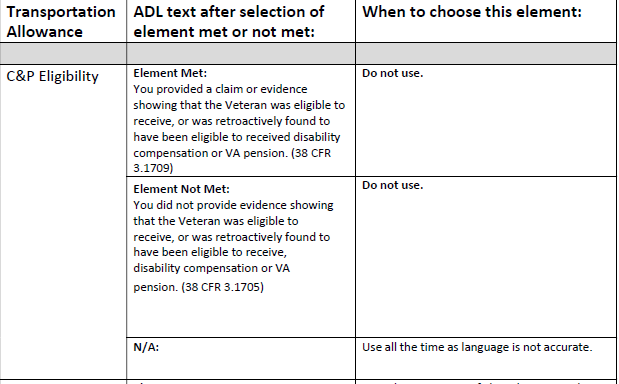 Transportation
Allowance
ADL text after selection of
element met or not met:
When to choose this element:
C&P Eligibility
Element Met:
You provided a claim or evidence
showing that the Veteran was eligible to
receive, or was retroactively found to
have been eligible to received disability
compensation or VA pension. (38 CFR
3.1709)
Do not use.
Element Not Met:
You did not provide evidence showing
that the Veteran was eligible to
receive, or was retroactively found to
have been eligible to receive,
disability compensation or VA
pension. (38 CFR 3.1705)
Do not use.
N/A:
Use all the time as language is not accurate.